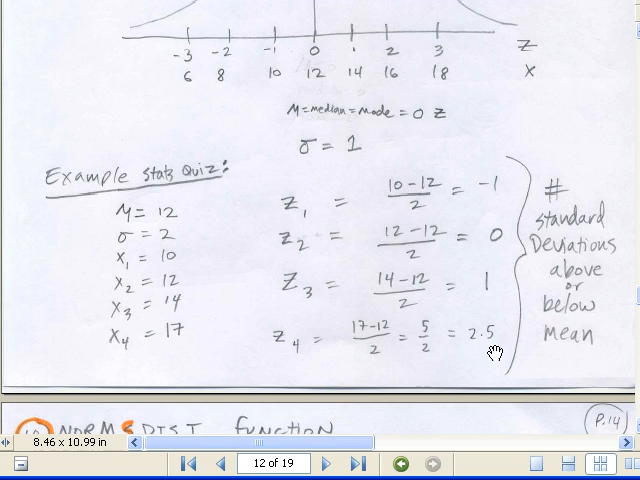 -3 -2 -1 0 1 2 3 Z
6 8 10 12 14 16 18 X
M = median = mode = 0 Z
σ = 1
Example Stats Quiz:
M = 12
σ = 2
x₁ = 10
x₂ = 12
x₃ = 14
x₄ = 17
Z₁ = (10-12)/2 = -1
Z₂ = (12-12)/2 = 0
Z₃ = (14-12)/2 = 1
Z₄ = (17-12)/2 = 5/2 = 2.5
#
standard
Deviations
above
or
below
mean
NORMSDIST function
P.14
8.46 x 10.99 in
12 of 19